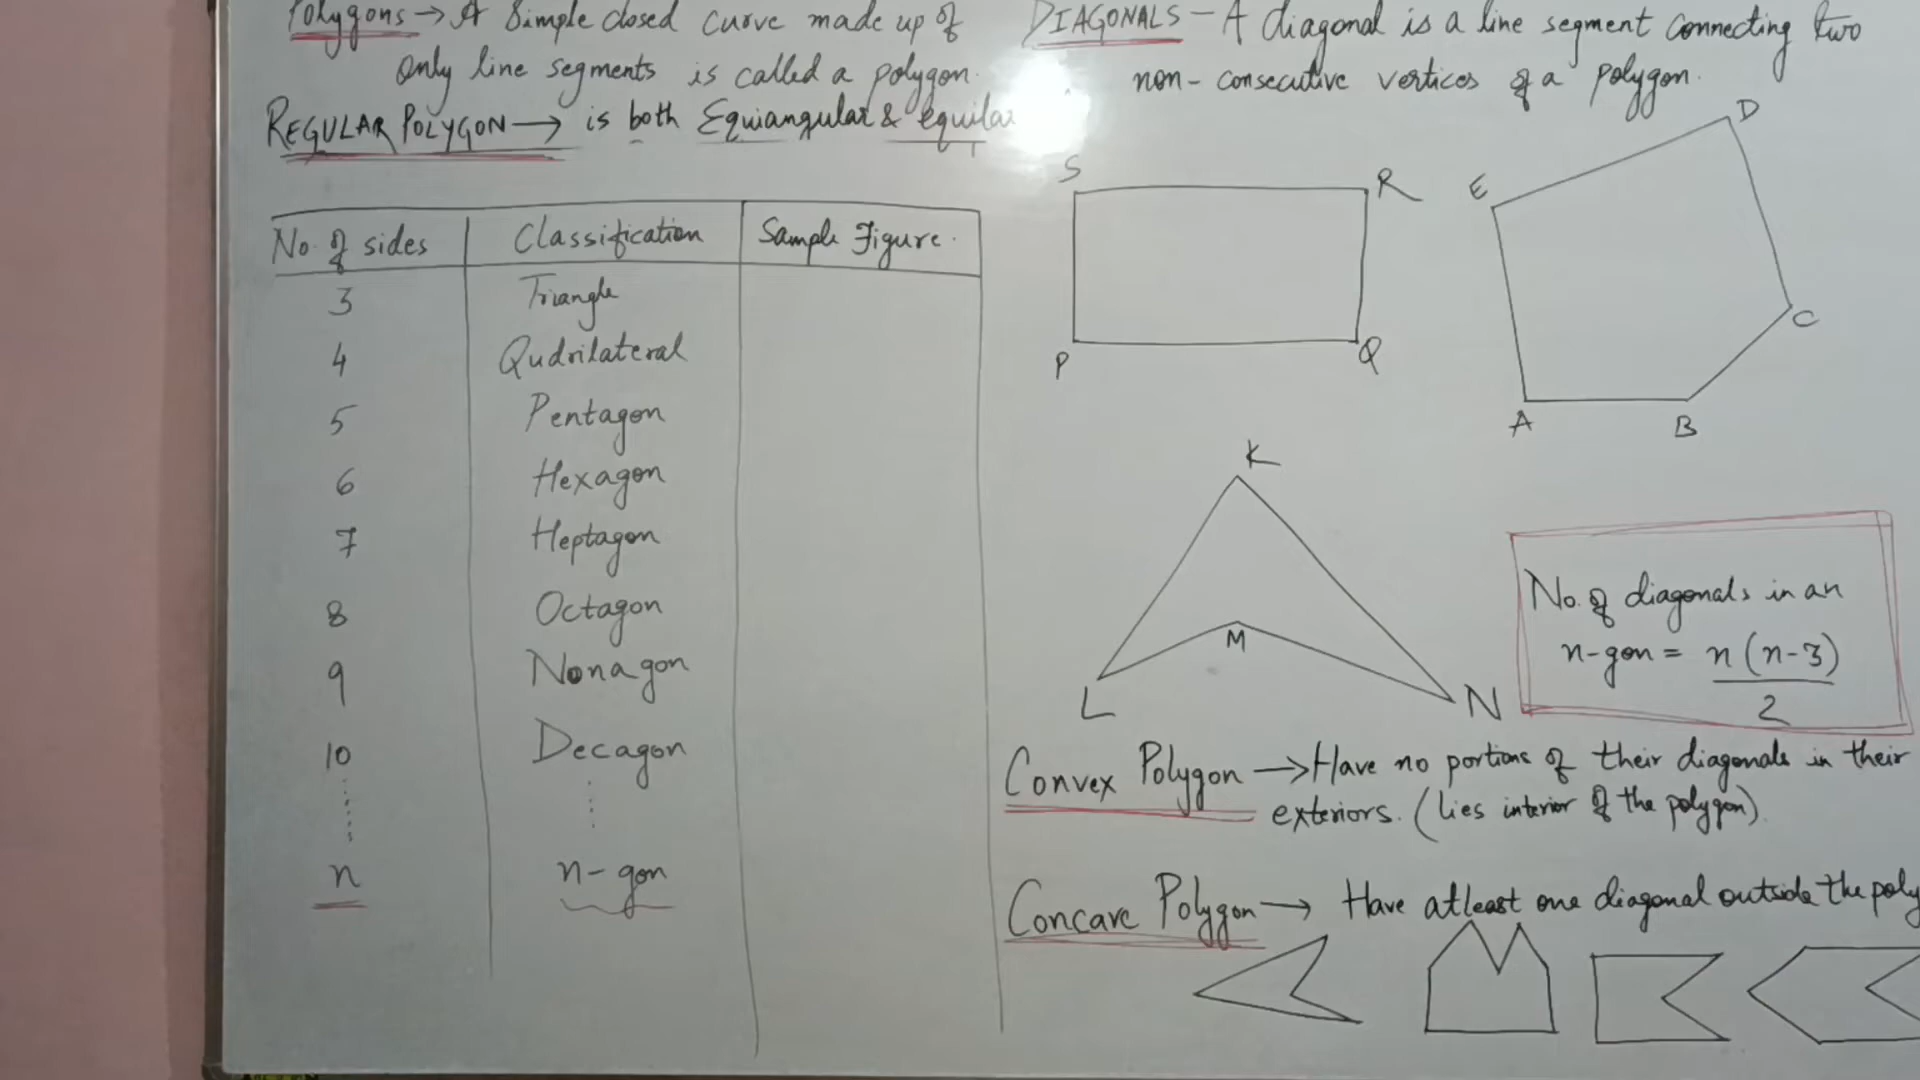 Polygons → A Simple closed curve made up of
only line segments is called a polygon.
REGULAR POLYGON → is both Equiangular & equilar
No. of sides Classification Sample Figure.
3 Triangle
4 Qudrilateral
5 Pentagon
6 Hexagon
7 Heptagon
8 Octagon
9 Nonagon
10 Decagon
n n-gon
DIAGONALS - A diagonal is a line segment connecting two
non-consecutive vertices of a polygon.
S R
P Q
D
E
C
A B
K
M
L N
No. of diagonals in an
n-gon = n(n-3)
2
Convex Polygon → Have no portions of their diagonals in their
exteriors. (lies interior of the polygon).
Concave Polygon → Have atleast one diagonal outside the poly